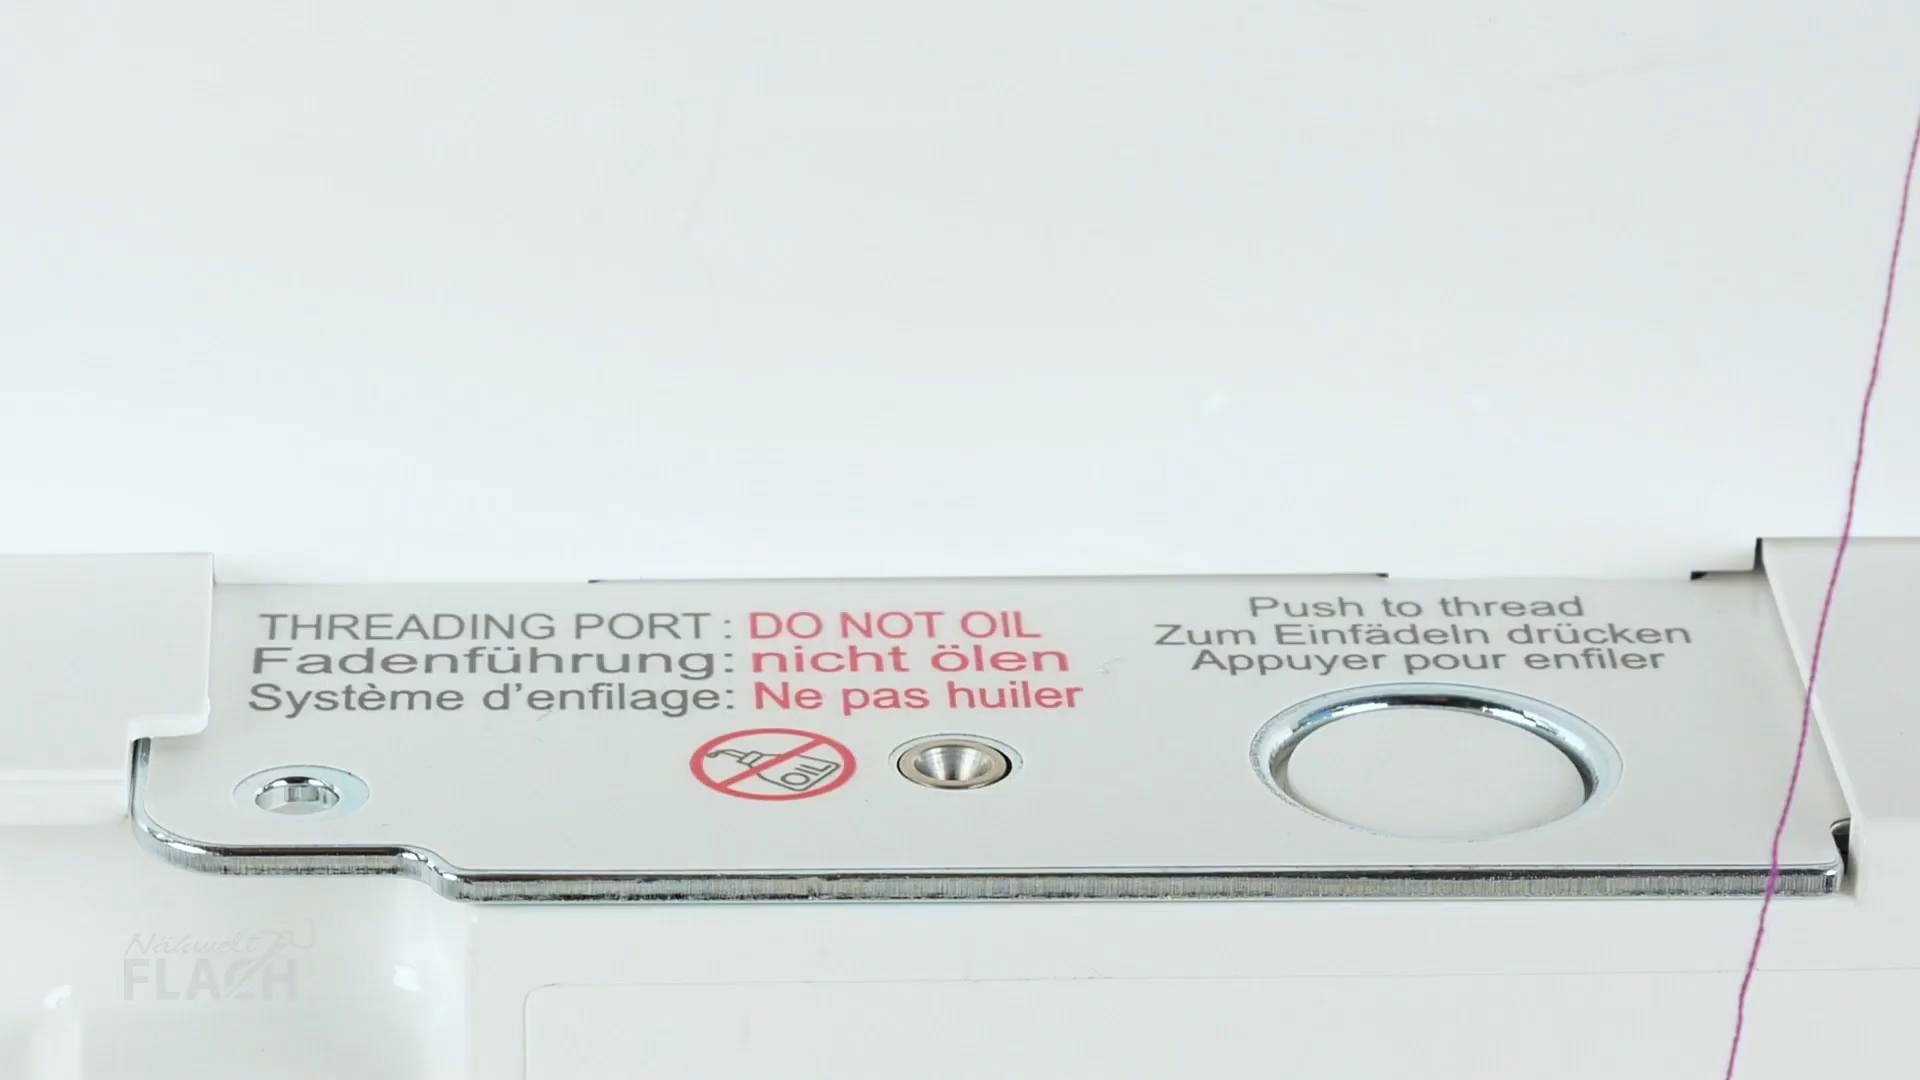 THREADING PORT : DO NOT OIL
Fadenführung: nicht ölen
Système d'enfilage: Ne pas huiler
OIL
Push to thread
Zum Einfädeln drücken
Appuyer pour enfiler
Nähwelt
FLACH